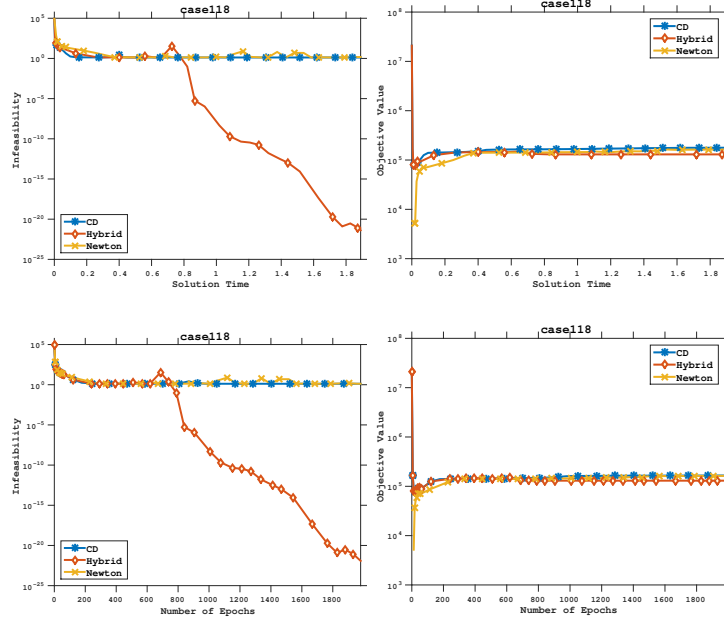 case118
10^5
10^0
10^-5
10^-10
10^-15
10^-20
10^-25
Infeasibility
CD
Hybrid
Newton
0 0.2 0.4 0.6 0.8 1 1.2 1.4 1.6 1.8
Solution Time
case118
10^8
10^7
10^6
10^5
10^4
10^3
Objective Value
CD
Hybrid
Newton
0 0.2 0.4 0.6 0.8 1 1.2 1.4 1.6 1.8
Solution Time
case118
10^5
10^0
10^-5
10^-10
10^-15
10^-20
10^-25
Infeasibility
CD
Hybrid
Newton
0 200 400 600 800 1000 1200 1400 1600 1800
Number of Epochs
case118
10^8
10^7
10^6
10^5
10^4
10^3
Objective Value
CD
Hybrid
Newton
0 200 400 600 800 1000 1200 1400 1600 1800
Number of Epochs